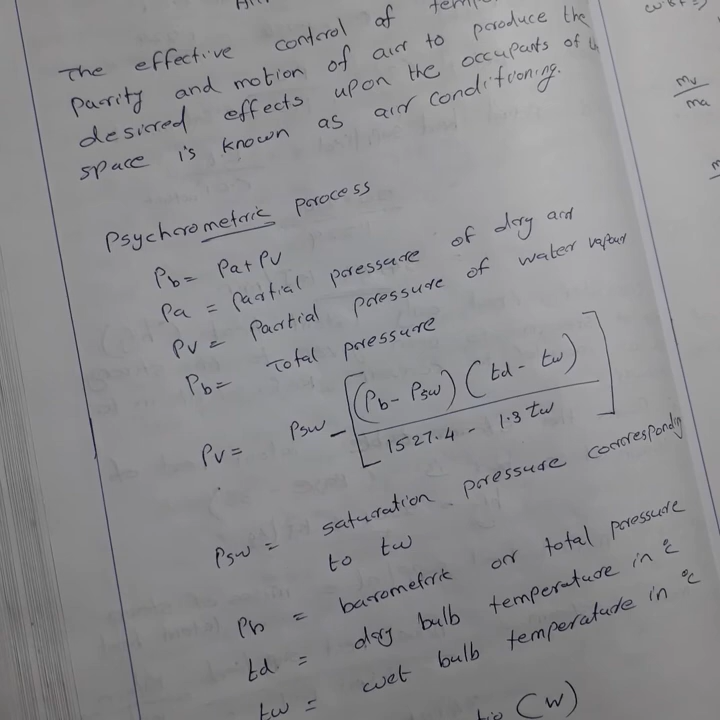 The effective control of temp
purity and motion of air to produce the
desired effects upon the occupants of
space is known as air conditioning.
Psychrometric process
Pb = Pa + Pv
Pa = Partial pressure of dry air
Pv = Partial pressure of water vapour
Pb = Total pressure
Pv = Psw - [(Pb - Psw) (td - tw) / 1527.4 - 1.3 tw]
Psw = saturation pressure corresponding
to tw
Pb = barometric or total pressure
td = dry bulb temperature in °C
tw = wet bulb temperature in °C
(W)
mv
ma